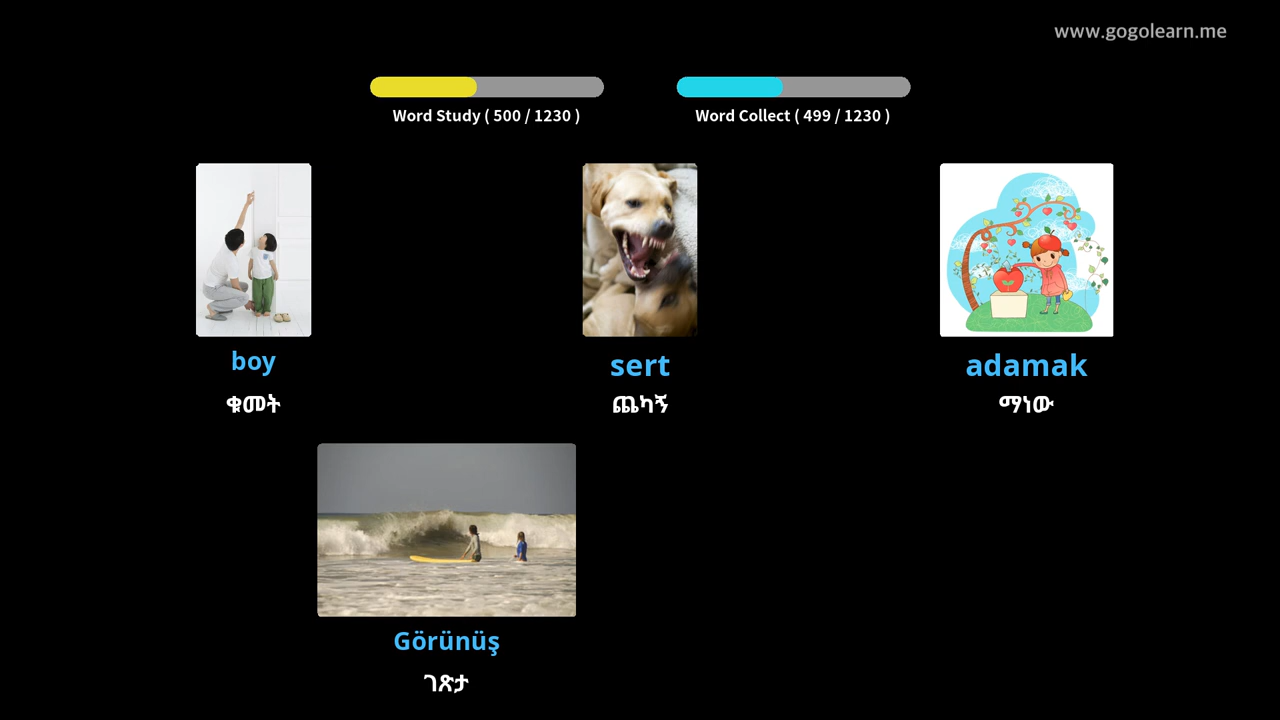 www.gogolearn.me
Word Study ( 500 / 1230 )
Word Collect ( 499 / 1230 )
boy
ቁመት
sert
ጨካኝ
adamak
ማነው
Görünüş
ገጽታ